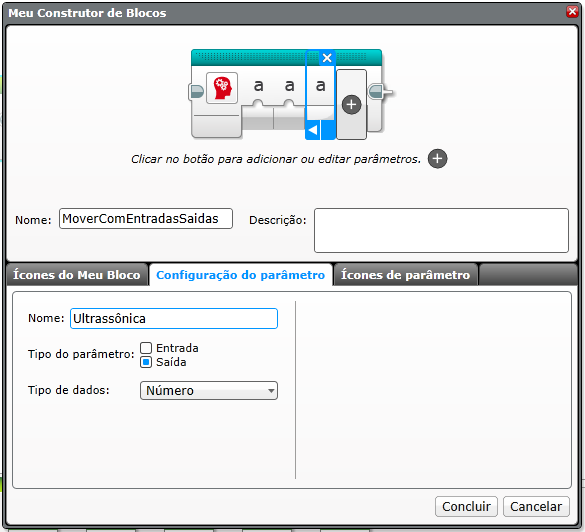 Meu Construtor de Blocos
a a a
Clicar no botão para adicionar ou editar parâmetros.
Nome: MoverComEntradasSaidas Descrição:
Ícones do Meu Bloco Configuração do parâmetro Ícones de parâmetro
Nome: Ultrassônica
Tipo do parâmetro: Entrada
Saída
Tipo de dados: Número
Concluir Cancelar